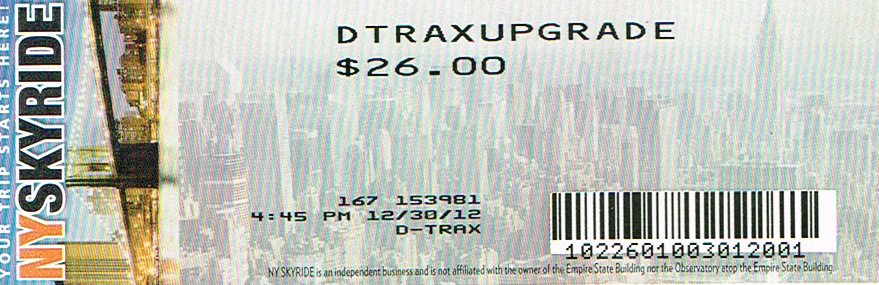 YOUR TRIP STARTS HERE!
NYSKYRIDE
DTRAXUPGRADE
$26.00
167 153981
4:45 PM 12/30/12
D-TRAX
1022601003012001
NY SKYRIDE is an independent business and is not affiliated with the owner of the Empire State Building nor the Observatory atop the Empire State Building.